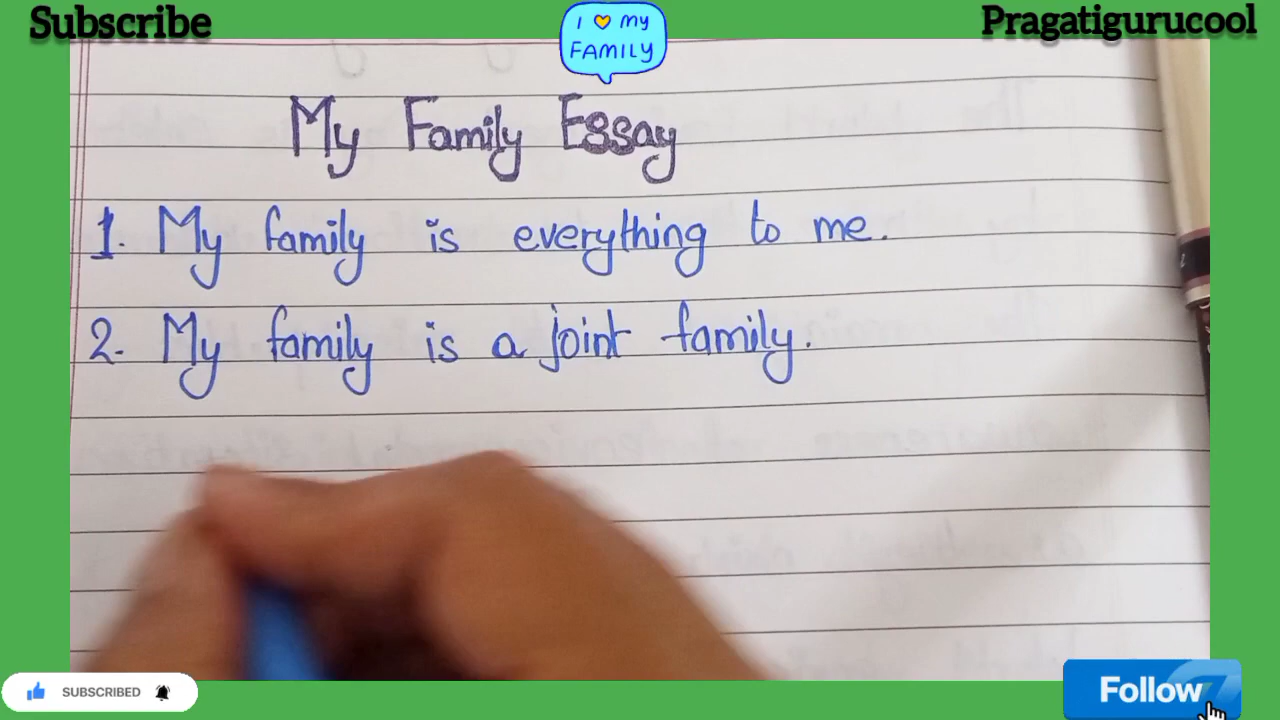 Subscribe
Pragatigurucool
I my
FAMILY
My Family Essay
1. My family is everything to me.
2. My family is a joint family.
SUBSCRIBED
Follow